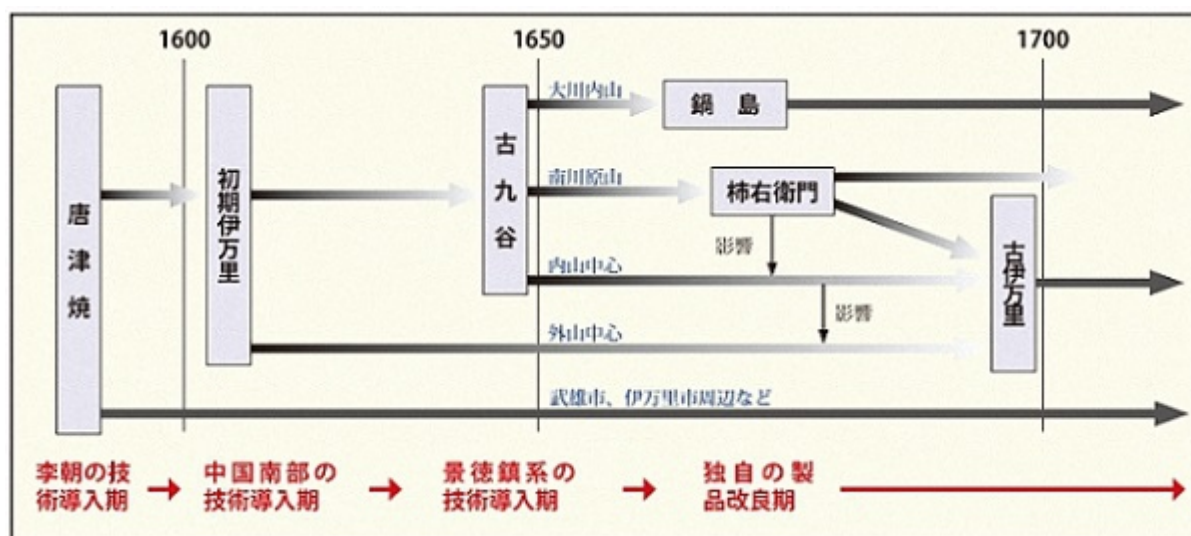 1600
1650
1700
唐津焼
初期伊万里
古九谷
大川内山
鍋島
南川原山
柿右衛門
影響
内山中心
影響
古伊万里
外山中心
武雄市、伊万里市周辺など
李朝の技
術導入期
中国南部の
技術導入期
景徳鎮系の
技術導入期
独自の製
品改良期